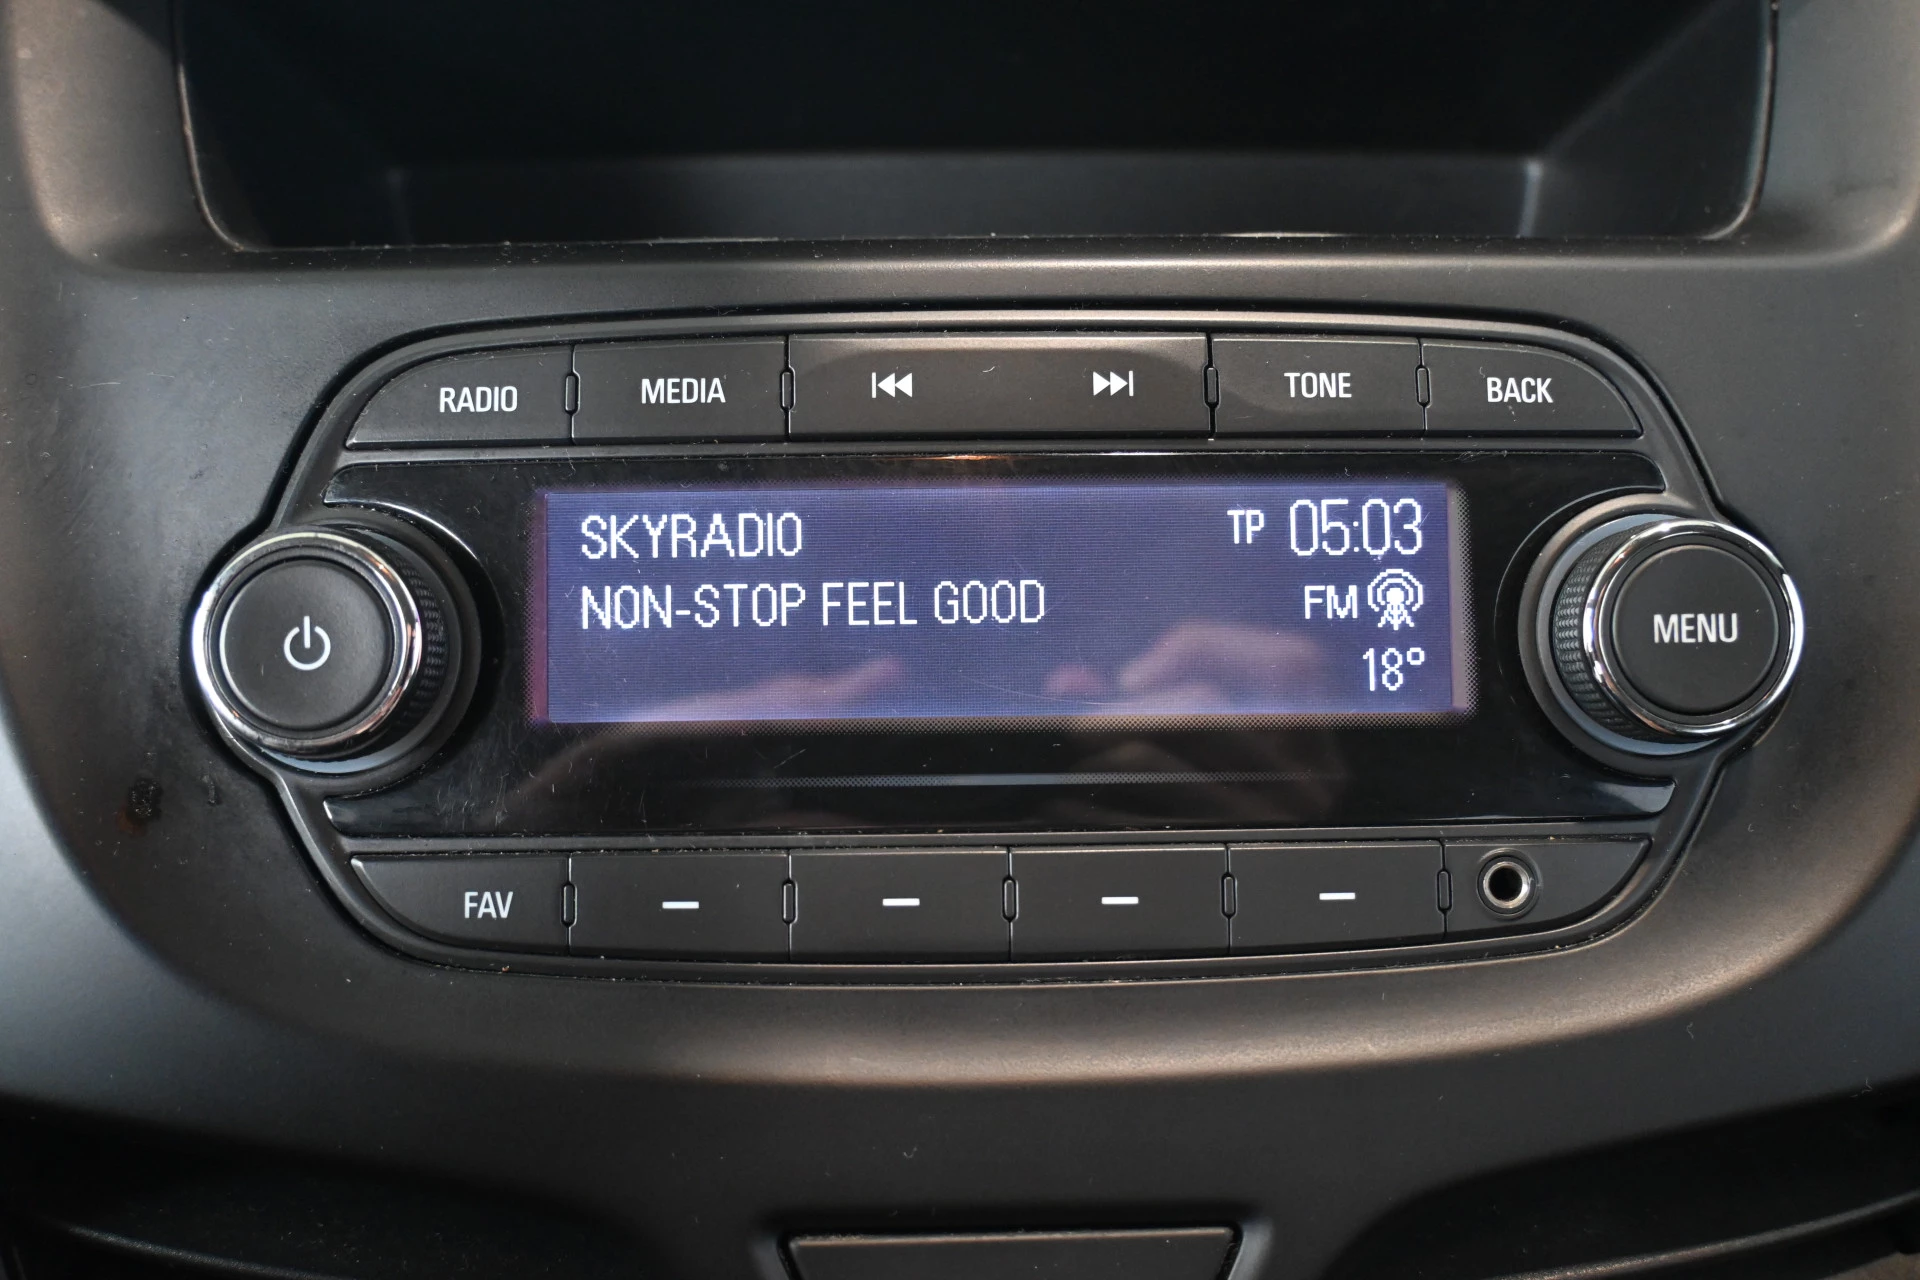 RADIO MEDIA TONE BACK
SKYRADIO TP 05:03
NON-STOP FEEL GOOD FM
18°
MENU
FAV